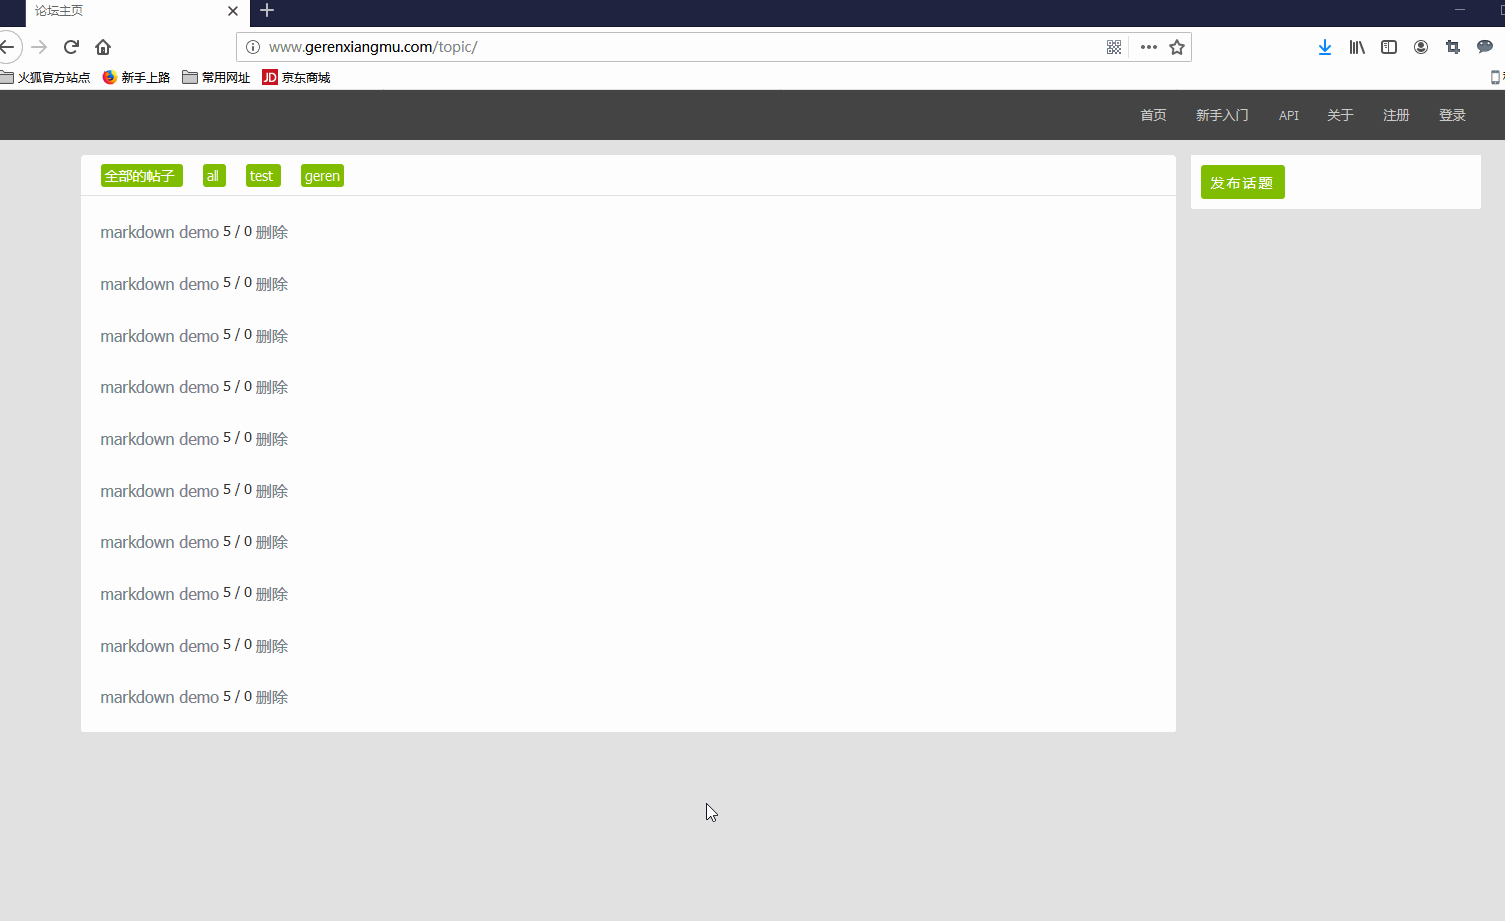 论坛主页
www.gerenxiangmu.com/topic/
火狐官方站点 新手上路 常用网址 JD 京东商城
首页 新手入门 API 关于 注册 登录
全部的帖子 all test geren
发布话题
markdown demo 5 / 0 删除
markdown demo 5 / 0 删除
markdown demo 5 / 0 删除
markdown demo 5 / 0 删除
markdown demo 5 / 0 删除
markdown demo 5 / 0 删除
markdown demo 5 / 0 删除
markdown demo 5 / 0 删除
markdown demo 5 / 0 删除
markdown demo 5 / 0 删除